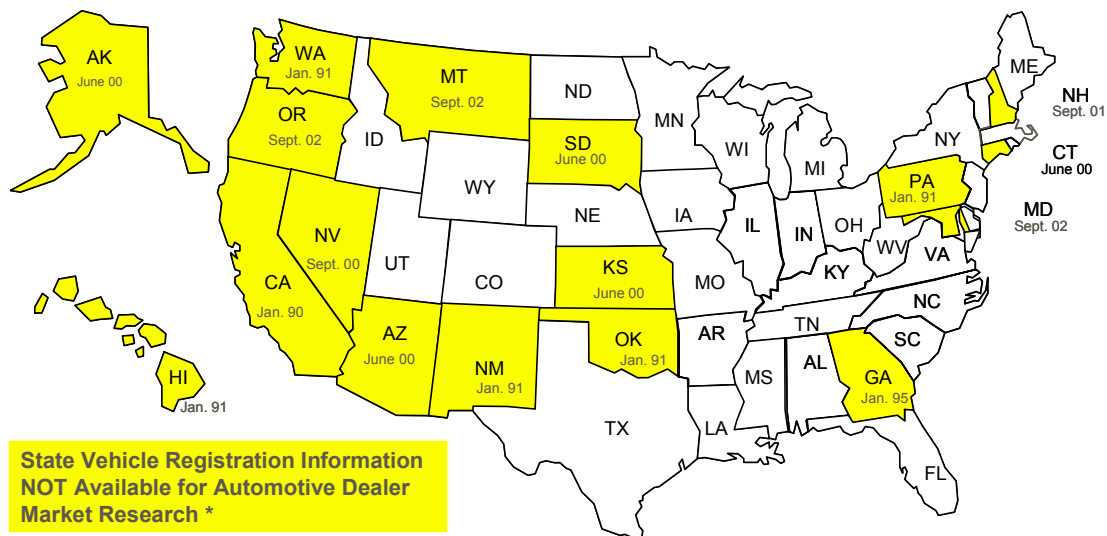 AK
June 00
WA
Jan. 91
MT
Sept. 02
ND
MN
ME
NH
Sept. 01
OR
Sept. 02
ID
SD
June 00
WI
MI
NY
CT
June 00
WY
PA
Jan. 91
MD
Sept. 02
NV
Sept. 00
UT
NE
IA
IL
IN
OH
WV
VA
CA
Jan. 90
CO
KS
June 00
MO
KY
NC
AZ
June 00
NM
Jan. 91
OK
Jan. 91
AR
TN
SC
HI
Jan. 91
MS
AL
GA
Jan. 95
TX
LA
FL
State Vehicle Registration Information
NOT Available for Automotive Dealer
Market Research *